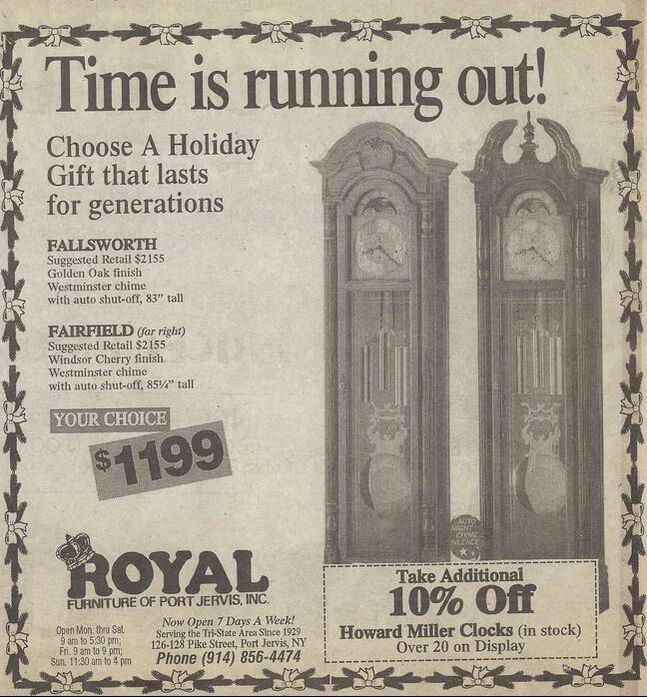 Time is running out!
Choose A Holiday
Gift that lasts
for generations
FALLSWORTH
Suggested Retail $2155
Golden Oak finish
Westminster chime
with auto shut-off, 83" tall
FAIRFIELD (far right)
Suggested Retail $2155
Windsor Cherry finish
Westminster chime
with auto shut-off, 85¼" tall
YOUR CHOICE
$1199
AUTO
NIGHT
CHIME
SILENCE
ROYAL
FURNITURE OF PORT JERVIS, INC.
Open Mon. thru Sat.
9 am to 5:30 pm;
Fri. 9 am to 9 pm;
Sun. 11:30 am to 4 pm
Now Open 7 Days A Week!
Serving the Tri-State Area Since 1929
126-128 Pike Street, Port Jervis, NY
Phone (914) 856-4474
Take Additional
10% Off
Howard Miller Clocks (in stock)
Over 20 on Display